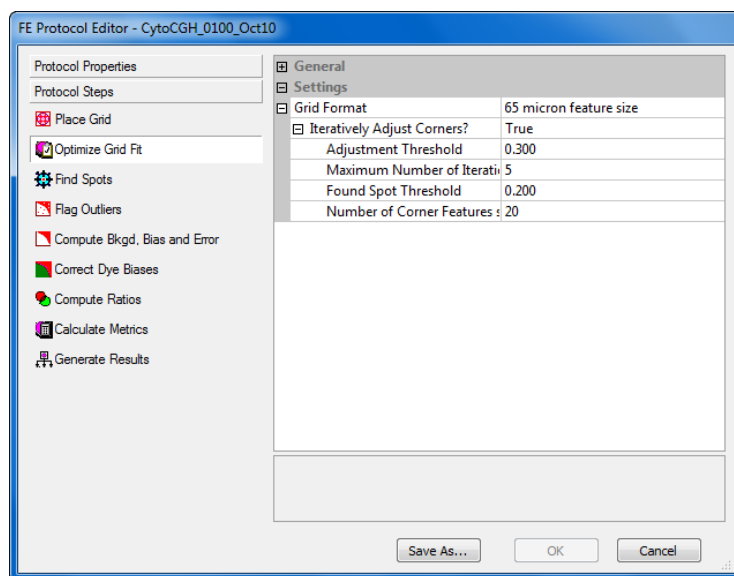 FE Protocol Editor - CytoCGH_0100_Oct10
Protocol Properties
Protocol Steps
Place Grid
Optimize Grid Fit
Find Spots
Flag Outliers
Compute Bkgd, Bias and Error
Correct Dye Biases
Compute Ratios
Calculate Metrics
Generate Results
General
Settings
Grid Format 65 micron feature size
Iteratively Adjust Corners? True
Adjustment Threshold 0.300
Maximum Number of Iterati 5
Found Spot Threshold 0.200
Number of Corner Features s 20
Save As... OK Cancel